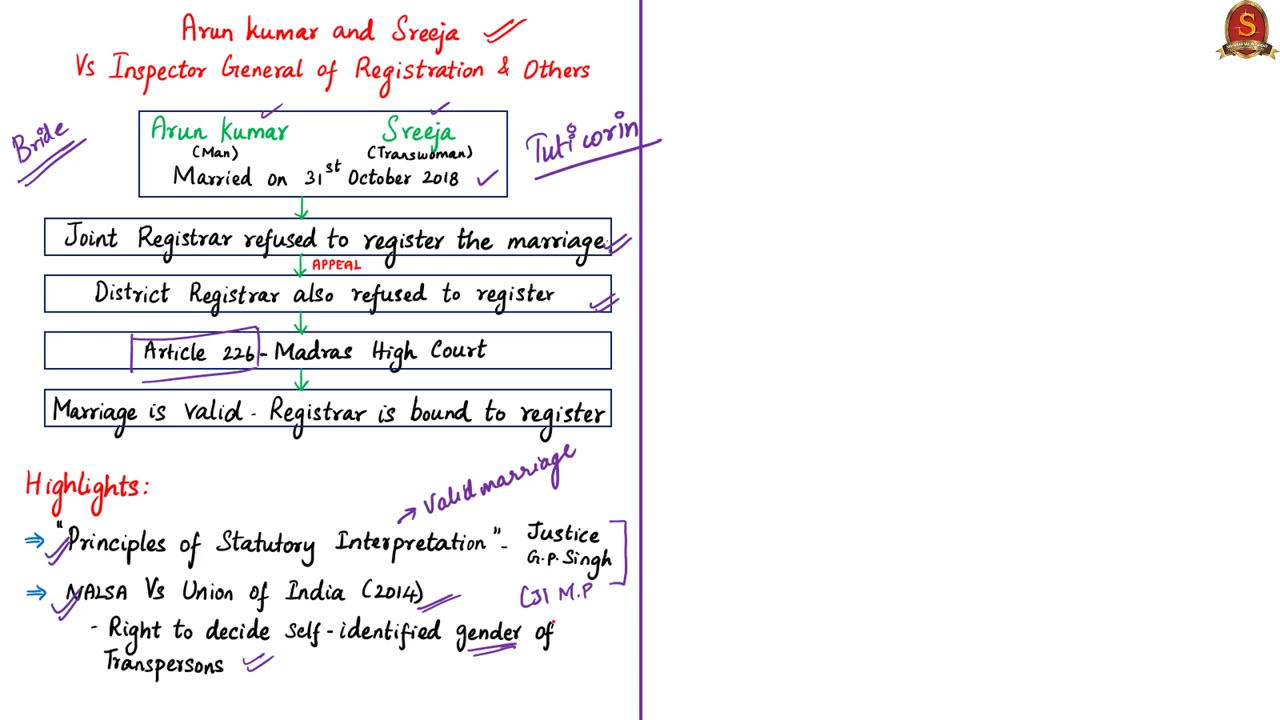 Arun kumar and Sreeja
Vs Inspector General of Registration & Others
Bride
Arun kumar Sreeja
(Man) (Transwoman)
Married on 31st October 2018
Tuticorin
Joint Registrar refused to register the marriage
APPEAL
District Registrar also refused to register
Article 226 - Madras High Court
Marriage is valid - Registrar is bound to register
Highlights:
→ Valid marriage
⇒ "Principles of Statutory Interpretation" - Justice G.P. Singh
CJI M.P
⇒ NALSA Vs Union of India (2014)
- Right to decide self-identified gender of
Transpersons
S